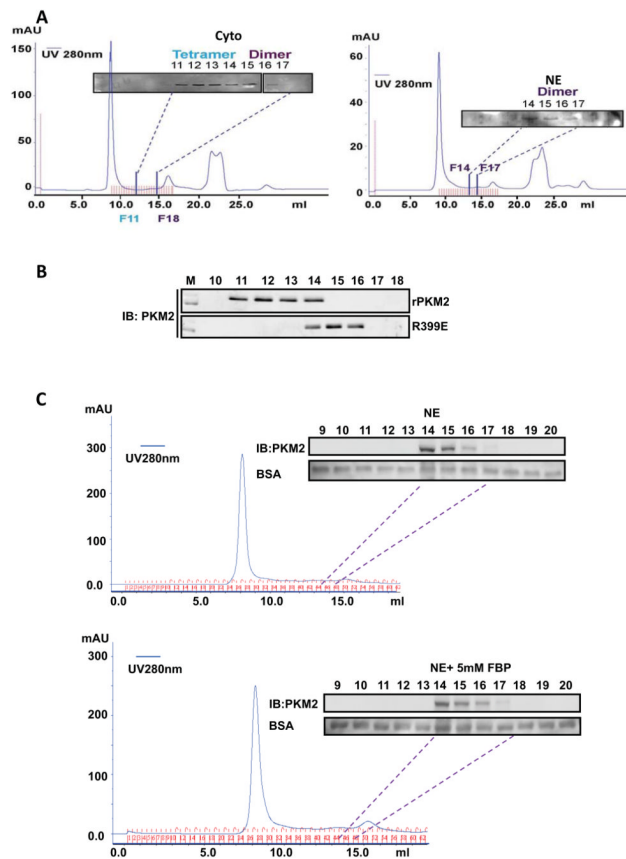 A
mAU
Cyto
UV 280nm
Tetramer Dimer
11 12 13 14 15 16 17
150
100
50
0.0
0.0 5.0 10.0 15.0 20.0 25.0 ml
F11 F18
mAU
UV 280nm
NE
Dimer
14 15 16 17
60
40
20
0
F14 F17
0.0 5.0 10.0 15.0 20.0 25.0 ml
B
M 10 11 12 13 14 15 16 17 18
IB: PKM2
rPKM2
R399E
C
mAU
UV280nm
NE
9 10 11 12 13 14 15 16 17 18 19 20
IB:PKM2
BSA
300
200
100
0.0
0.0 5.0 10.0 15.0 ml
mAU
UV280nm
NE+ 5mM FBP
9 10 11 12 13 14 15 16 17 18 19 20
IB:PKM2
BSA
300
200
100
0.0
0.0 5.0 10.0 15.0 ml